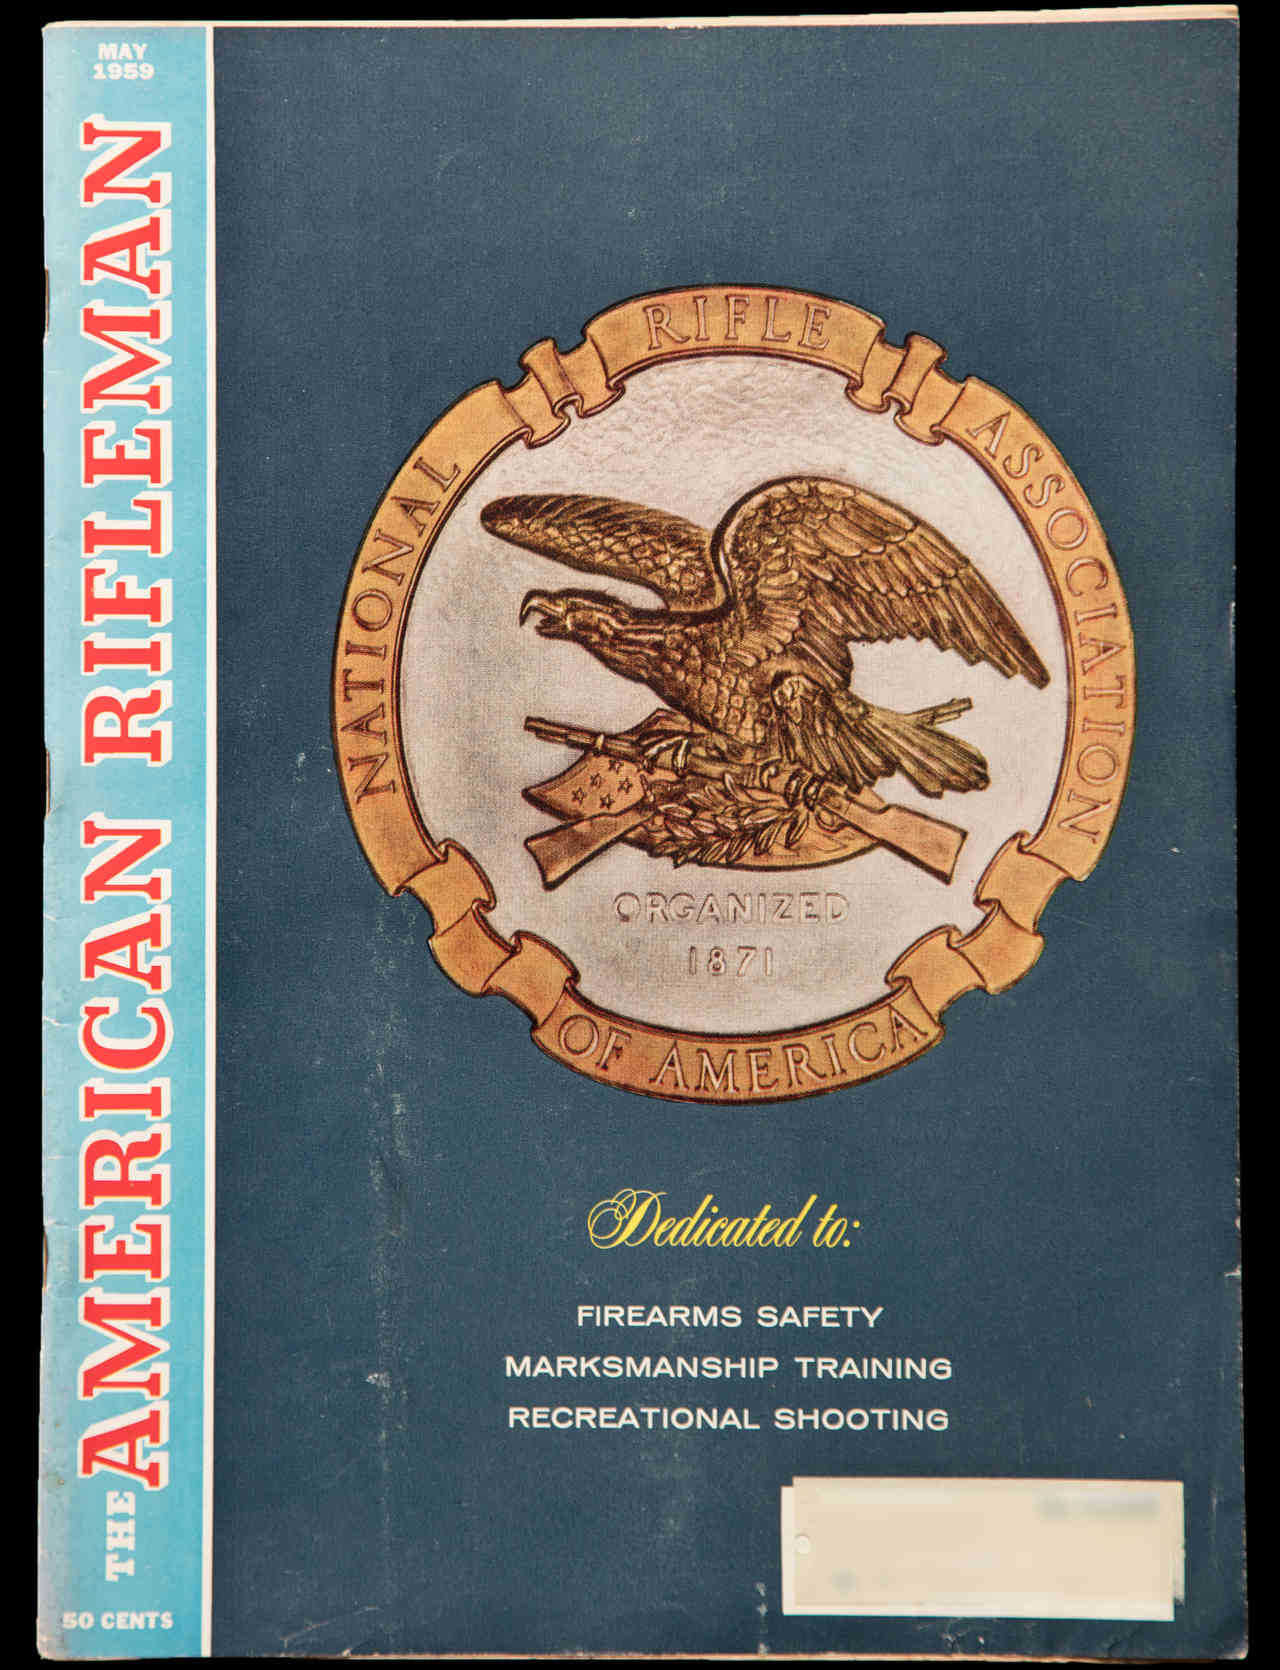 MAY
1959
THE AMERICAN RIFLEMAN
50 CENTS
NATIONAL RIFLE ASSOCIATION
OF AMERICA
ORGANIZED
1871
Dedicated to:
FIREARMS SAFETY
MARKSMANSHIP TRAINING
RECREATIONAL SHOOTING